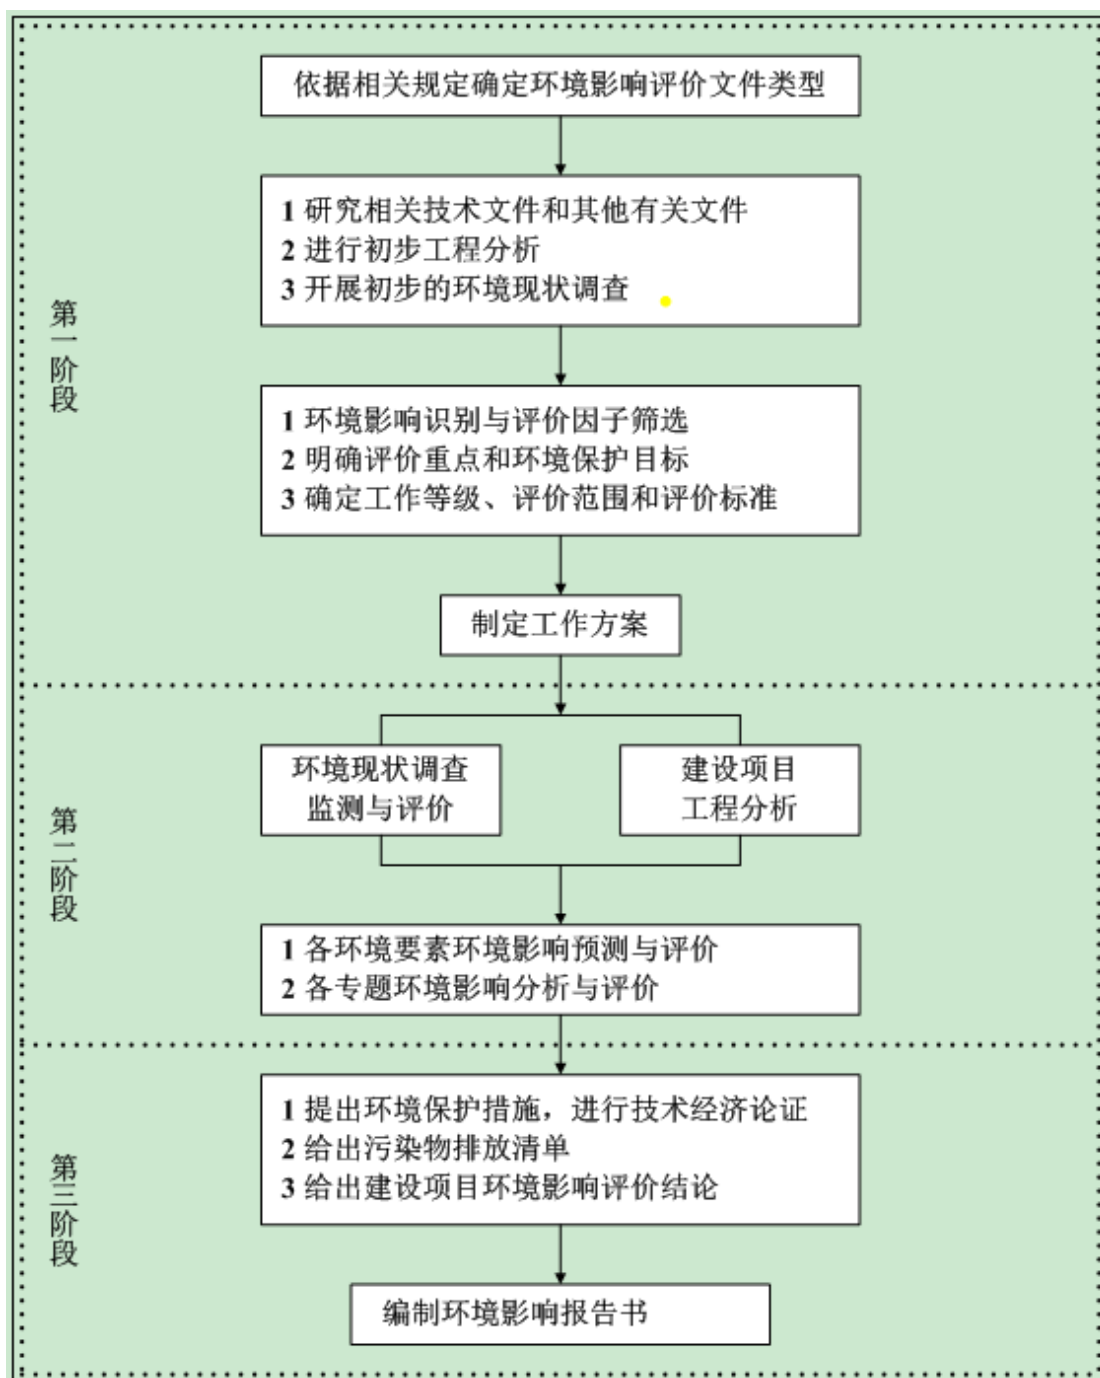 依据相关规定确定环境影响评价文件类型
1 研究相关技术文件和其他有关文件
2 进行初步工程分析
3 开展初步的环境现状调查
第一阶段
1 环境影响识别与评价因子筛选
2 明确评价重点和环境保护目标
3 确定工作等级、评价范围和评价标准
制定工作方案
环境现状调查
监测与评价
建设项目
工程分析
第二阶段
1 各环境要素环境影响预测与评价
2 各专题环境影响分析与评价
1 提出环境保护措施，进行技术经济论证
2 给出污染物排放清单
3 给出建设项目环境影响评价结论
第三阶段
编制环境影响报告书